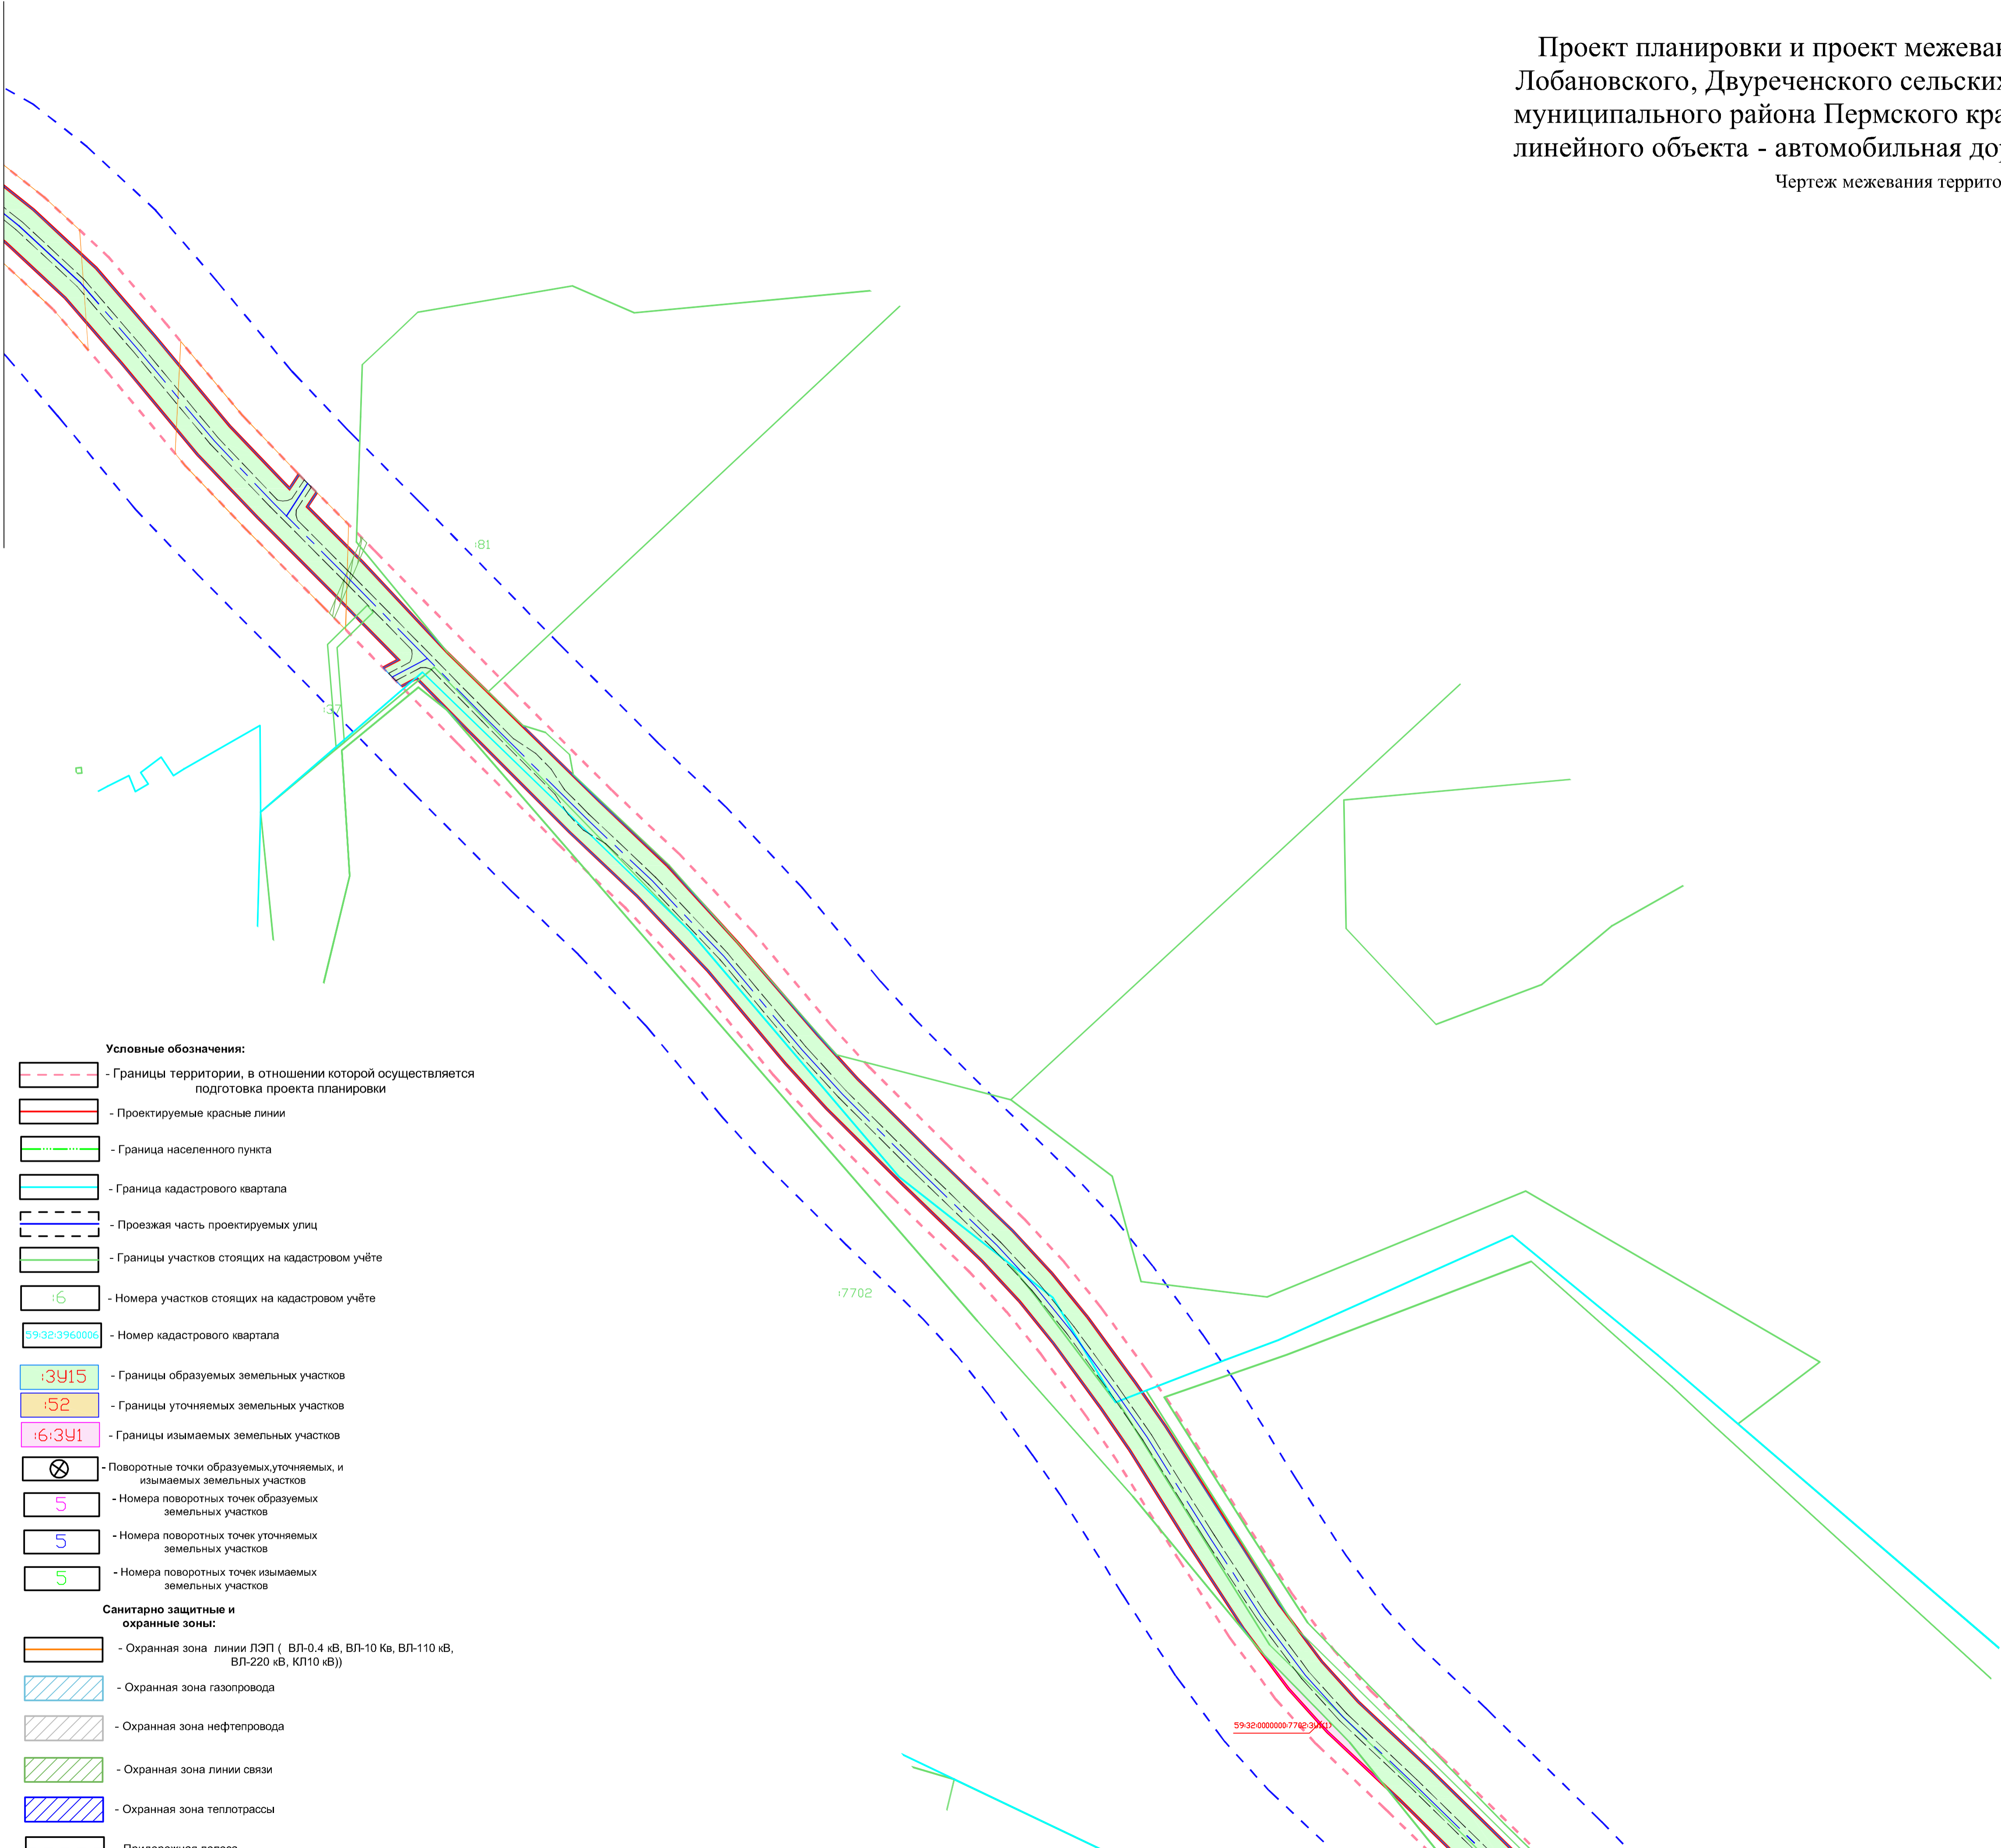 Проект планировки и проект межеван
Лобановского, Двуреченского сельских
муниципального района Пермского кра
линейного объекта - автомобильная дор
Чертеж межевания террито
:81
:37
:7702
59:32:0000000:7702:ЗУ1(1)
Условные обозначения:
- Границы территории, в отношении которой осуществляется
подготовка проекта планировки
- Проектируемые красные линии
- Граница населенного пункта
- Граница кадастрового квартала
- Проезжая часть проектируемых улиц
- Границы участков стоящих на кадастровом учёте
:6 - Номера участков стоящих на кадастровом учёте
59:32:3960006 - Номер кадастрового квартала
:ЗУ15 - Границы образуемых земельных участков
:52 - Границы уточняемых земельных участков
:6:ЗУ1 - Границы изымаемых земельных участков
- Поворотные точки образуемых,уточняемых, и
изымаемых земельных участков
5 - Номера поворотных точек образуемых
земельных участков
5 - Номера поворотных точек уточняемых
земельных участков
5 - Номера поворотных точек изымаемых
земельных участков
Санитарно защитные и
охранные зоны:
- Охранная зона линии ЛЭП ( ВЛ-0.4 кВ, ВЛ-10 Кв, ВЛ-110 кВ,
ВЛ-220 кВ, КЛ10 кВ))
- Охранная зона газопровода
- Охранная зона нефтепровода
- Охранная зона линии связи
- Охранная зона теплотрассы